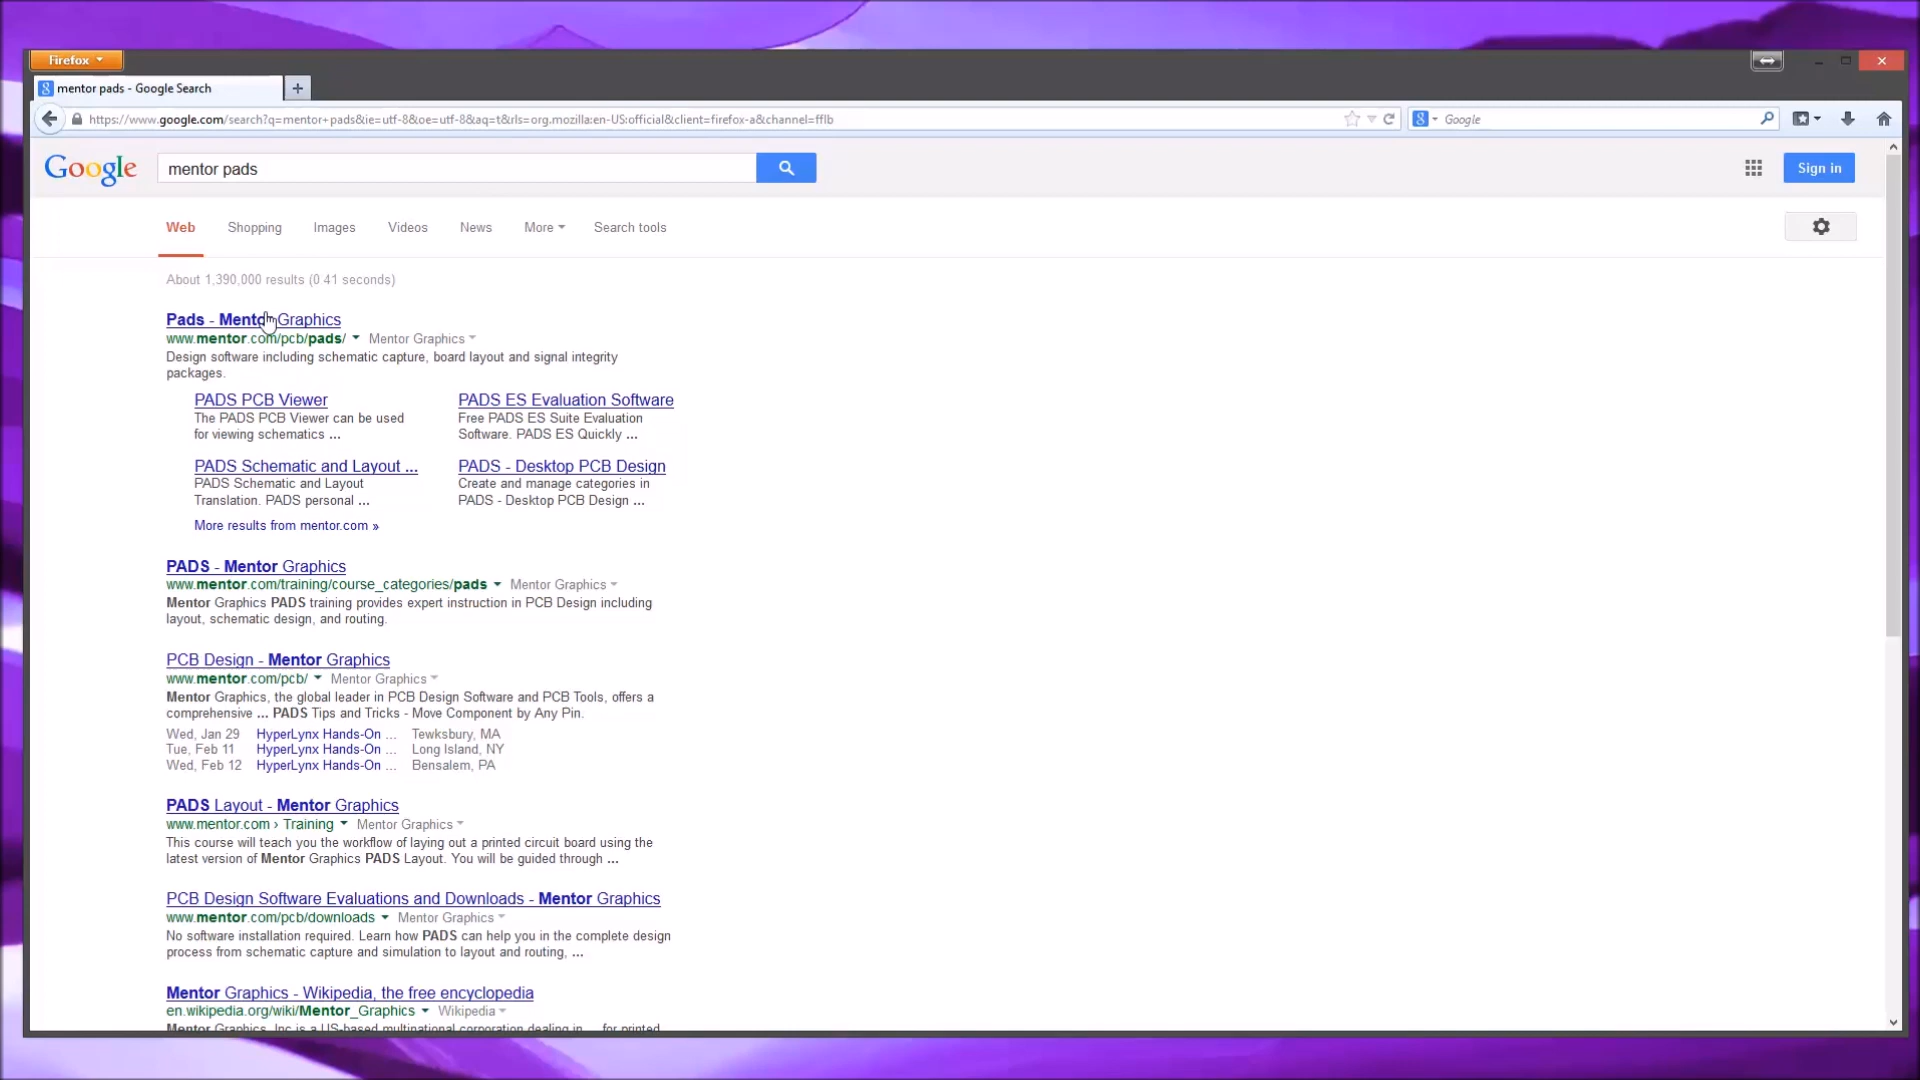 Firefox
mentor pads - Google Search
https://www.google.com/search?q=mentor+pads&ie=utf-8&oe=utf-8&aq=t&rls=org.mozilla:en-US:official&client=firefox-a&channel=fflb
Google
Google
mentor pads
Sign in
Web Shopping Images Videos News More Search tools
About 1,390,000 results (0 41 seconds)
Pads - Mentor Graphics
www.mentor.com/pcb/pads/ Mentor Graphics
Design software including schematic capture, board layout and signal integrity
packages.
PADS PCB Viewer
The PADS PCB Viewer can be used
for viewing schematics ...
PADS ES Evaluation Software
Free PADS ES Suite Evaluation
Software. PADS ES Quickly ...
PADS Schematic and Layout ...
PADS Schematic and Layout
Translation. PADS personal ...
PADS - Desktop PCB Design
Create and manage categories in
PADS - Desktop PCB Design ...
More results from mentor.com »
PADS - Mentor Graphics
www.mentor.com/training/course_categories/pads Mentor Graphics
Mentor Graphics PADS training provides expert instruction in PCB Design including
layout, schematic design, and routing.
PCB Design - Mentor Graphics
www.mentor.com/pcb/ Mentor Graphics
Mentor Graphics, the global leader in PCB Design Software and PCB Tools, offers a
comprehensive ... PADS Tips and Tricks - Move Component by Any Pin.
Wed, Jan 29 HyperLynx Hands-On ... Tewksbury, MA
Tue, Feb 11 HyperLynx Hands-On ... Long Island, NY
Wed, Feb 12 HyperLynx Hands-On ... Bensalem, PA
PADS Layout - Mentor Graphics
www.mentor.com › Training Mentor Graphics
This course will teach you the workflow of laying out a printed circuit board using the
latest version of Mentor Graphics PADS Layout. You will be guided through ...
PCB Design Software Evaluations and Downloads - Mentor Graphics
www.mentor.com/pcb/downloads Mentor Graphics
No software installation required. Learn how PADS can help you in the complete design
process from schematic capture and simulation to layout and routing, ...
Mentor Graphics - Wikipedia, the free encyclopedia
en.wikipedia.org/wiki/Mentor_Graphics Wikipedia
Mentor Graphics, Inc is a US-based multinational corporation dealing in ... for printed